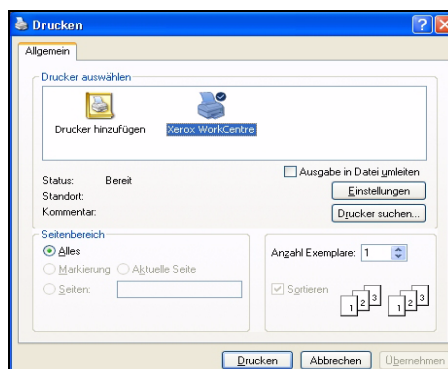 Drucken
Allgemein
Drucker auswählen
Drucker hinzufügen
Xerox WorkCentre
Status: Bereit
Standort:
Kommentar:
Ausgabe in Datei umleiten
Einstellungen
Drucker suchen...
Seitenbereich
Alles
Markierung Aktuelle Seite
Seiten:
Anzahl Exemplare: 1
Sortieren
1 2 3 1 2 3
Drucken Abbrechen Übernehmen